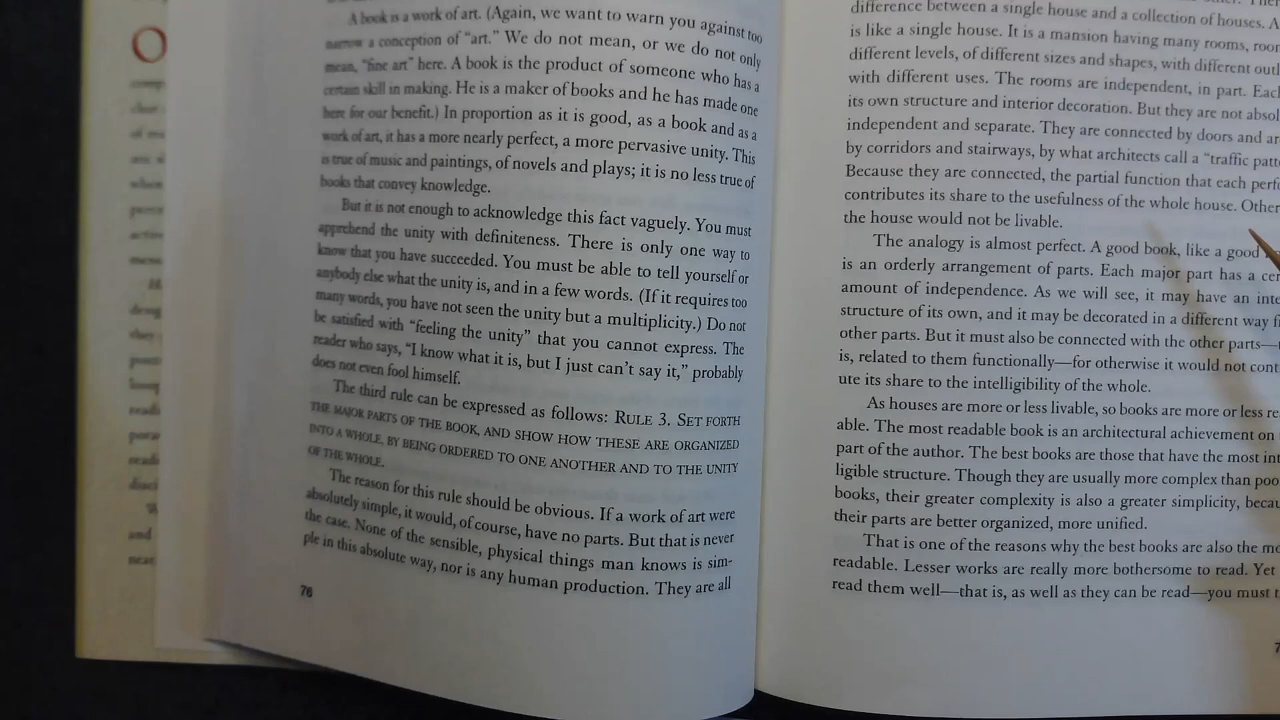 A book is a work of art. (Again, we want to warn you against too
narrow a conception of “art.” We do not mean, or we do not only
mean, “fine art” here. A book is the product of someone who has a
certain skill in making. He is a maker of books and he has made one
here for our benefit.) In proportion as it is good, as a book and as a
work of art, it has a more nearly perfect, a more pervasive unity. This
is true of music and paintings, of novels and plays; it is no less true of
books that convey knowledge.
But it is not enough to acknowledge this fact vaguely. You must
apprehend the unity with definiteness. There is only one way to
know that you have succeeded. You must be able to tell yourself or
anybody else what the unity is, and in a few words. (If it requires too
many words, you have not seen the unity but a multiplicity.) Do not
be satisfied with “feeling the unity” that you cannot express. The
reader who says, “I know what it is, but I just can’t say it,” probably
does not even fool himself.
The third rule can be expressed as follows: RULE 3. SET FORTH
THE MAJOR PARTS OF THE BOOK, AND SHOW HOW THESE ARE ORGANIZED
INTO A WHOLE, BY BEING ORDERED TO ONE ANOTHER AND TO THE UNITY
OF THE WHOLE.
The reason for this rule should be obvious. If a work of art were
absolutely simple, it would, of course, have no parts. But that is never
the case. None of the sensible, physical things man knows is sim-
ple in this absolute way, nor is any human production. They are all
76
difference between a single house and a collection of houses. A
is like a single house. It is a mansion having many rooms, room
different levels, of different sizes and shapes, with different outl
with different uses. The rooms are independent, in part. Each
its own structure and interior decoration. But they are not absol
independent and separate. They are connected by doors and ar
by corridors and stairways, by what architects call a “traffic patt
Because they are connected, the partial function that each perf
contributes its share to the usefulness of the whole house. Other
the house would not be livable.
The analogy is almost perfect. A good book, like a good
is an orderly arrangement of parts. Each major part has a cer
amount of independence. As we will see, it may have an inte
structure of its own, and it may be decorated in a different way f
other parts. But it must also be connected with the other parts—
is, related to them functionally—for otherwise it would not cont
ute its share to the intelligibility of the whole.
As houses are more or less livable, so books are more or less re
able. The most readable book is an architectural achievement on
part of the author. The best books are those that have the most int
ligible structure. Though they are usually more complex than poo
books, their greater complexity is also a greater simplicity, becau
their parts are better organized, more unified.
That is one of the reasons why the best books are also the mo
readable. Lesser works are really more bothersome to read. Yet
read them well—that is, as well as they can be read—you must t